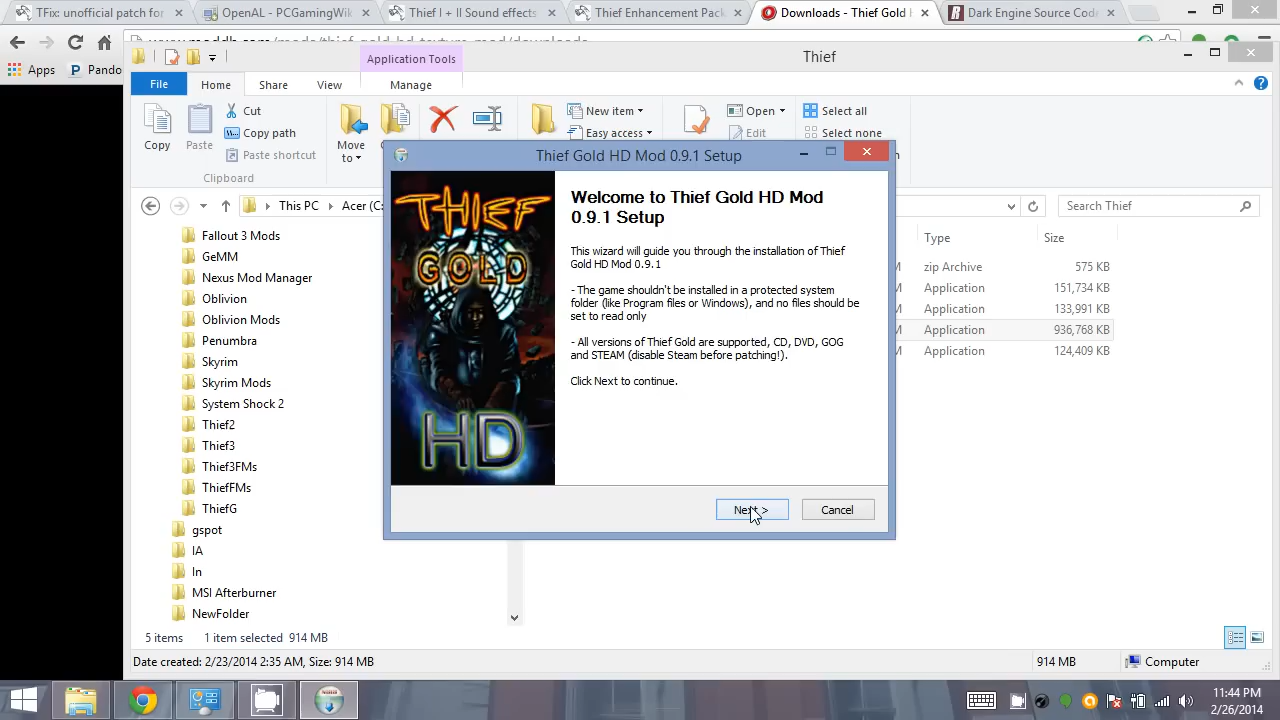 TFix: unofficial patch for × OpenAL - PCGamingWik × Thief I + II Sound effects × Thief Enhancement Pack × Downloads - Thief Gold H × Dark Engine Source Code ×
Apps Pando
Application Tools Thief
File Home Share View Manage
Copy Paste Cut Copy path Paste shortcut Move to New item Easy access Open Edit Select all Select none
Clipboard
This PC Acer (C: Search Thief
Thief Gold HD Mod 0.9.1 Setup
THIEF
GOLD
HD
Welcome to Thief Gold HD Mod
0.9.1 Setup
This wizard will guide you through the installation of Thief
Gold HD Mod 0.9.1
- The game shouldn't be installed in a protected system
folder (like Program files or Windows), and no files should be
set to read only
- All versions of Thief Gold are supported, CD, DVD, GOG
and STEAM (disable Steam before patching!).
Click Next to continue.
Next > Cancel
Fallout 3 Mods
GeMM
Nexus Mod Manager
Oblivion
Oblivion Mods
Penumbra
Skyrim
Skyrim Mods
System Shock 2
Thief2
Thief3
Thief3FMs
ThiefFMs
ThiefG
gspot
IA
In
MSI Afterburner
NewFolder
Type Size
M zip Archive 575 KB
M Application 151,734 KB
M Application 133,991 KB
M Application 936,768 KB
M Application 124,409 KB
5 items 1 item selected 914 MB
Date created: 2/23/2014 2:35 AM, Size: 914 MB 914 MB Computer
11:44 PM
2/26/2014